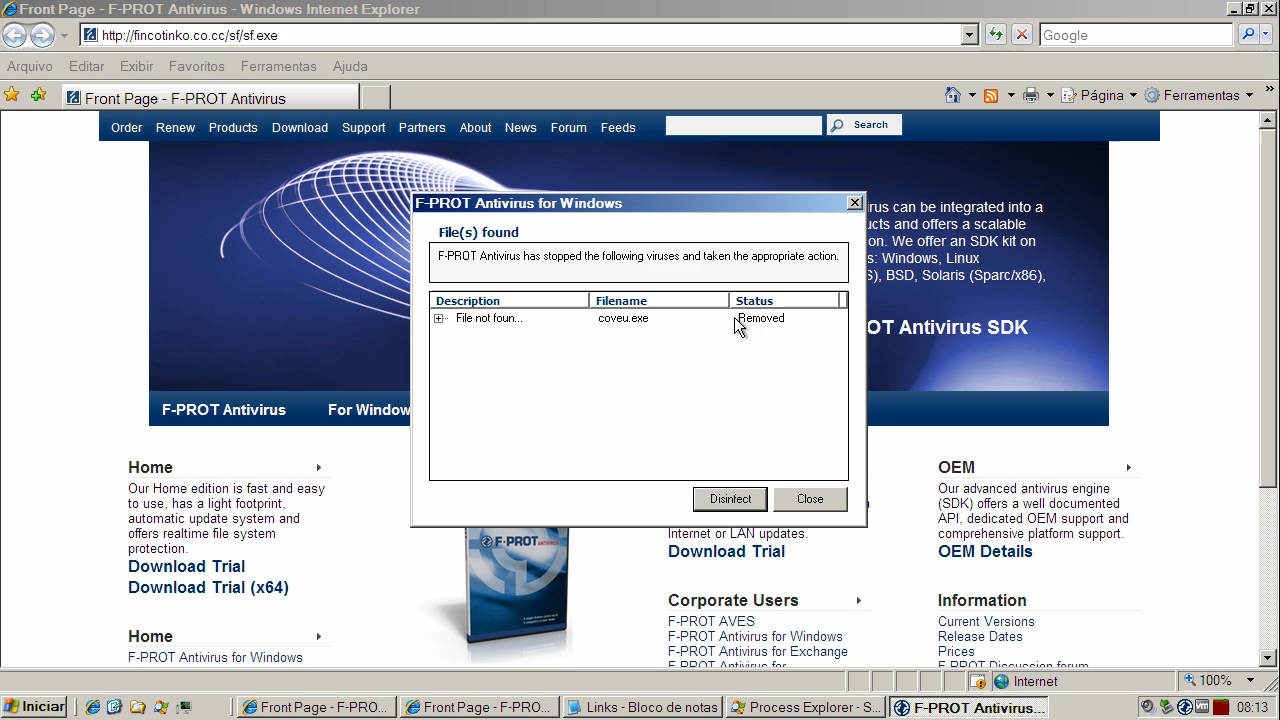 Front Page - F-PROT Antivirus - Windows Internet Explorer
http://fincotinko.co.cc/sf/sf.exe
Google
Arquivo Editar Exibir Favoritos Ferramentas Ajuda
Front Page - F-PROT Antivirus
Página Ferramentas
Order Renew Products Download Support Partners About News Forum Feeds Search
F-PROT Antivirus for Windows
File(s) found
F-PROT Antivirus has stopped the following viruses and taken the appropriate action.
Description Filename Status
File not foun... coveu.exe Removed
Disinfect Close
rus can be integrated into a
ucts and offers a scalable
on. We offer an SDK kit on
s: Windows, Linux
S), BSD, Solaris (Sparc/x86),
OT Antivirus SDK
F-PROT Antivirus For Window
Home
Our Home edition is fast and easy
to use, has a light footprint,
automatic update system and
offers realtime file system
protection.
Download Trial
Download Trial (x64)
Home
F-PROT Antivirus for Windows
F-PROT ANTIVIRUS
Internet or LAN updates.
Download Trial
Corporate Users
F-PROT AVES
F-PROT Antivirus for Windows
F-PROT Antivirus for Exchange
F-PROT Antivirus for
OEM
Our advanced antivirus engine
(SDK) offers a well documented
API, dedicated OEM support and
comprehensive platform support.
OEM Details
Information
Current Versions
Release Dates
Prices
F-PROT Discussion forum
Internet 100%
Iniciar
Front Page - F-PRO...
Front Page - F-PRO...
Links - Bloco de notas
Process Explorer - S...
F-PROT Antivirus...
08:13